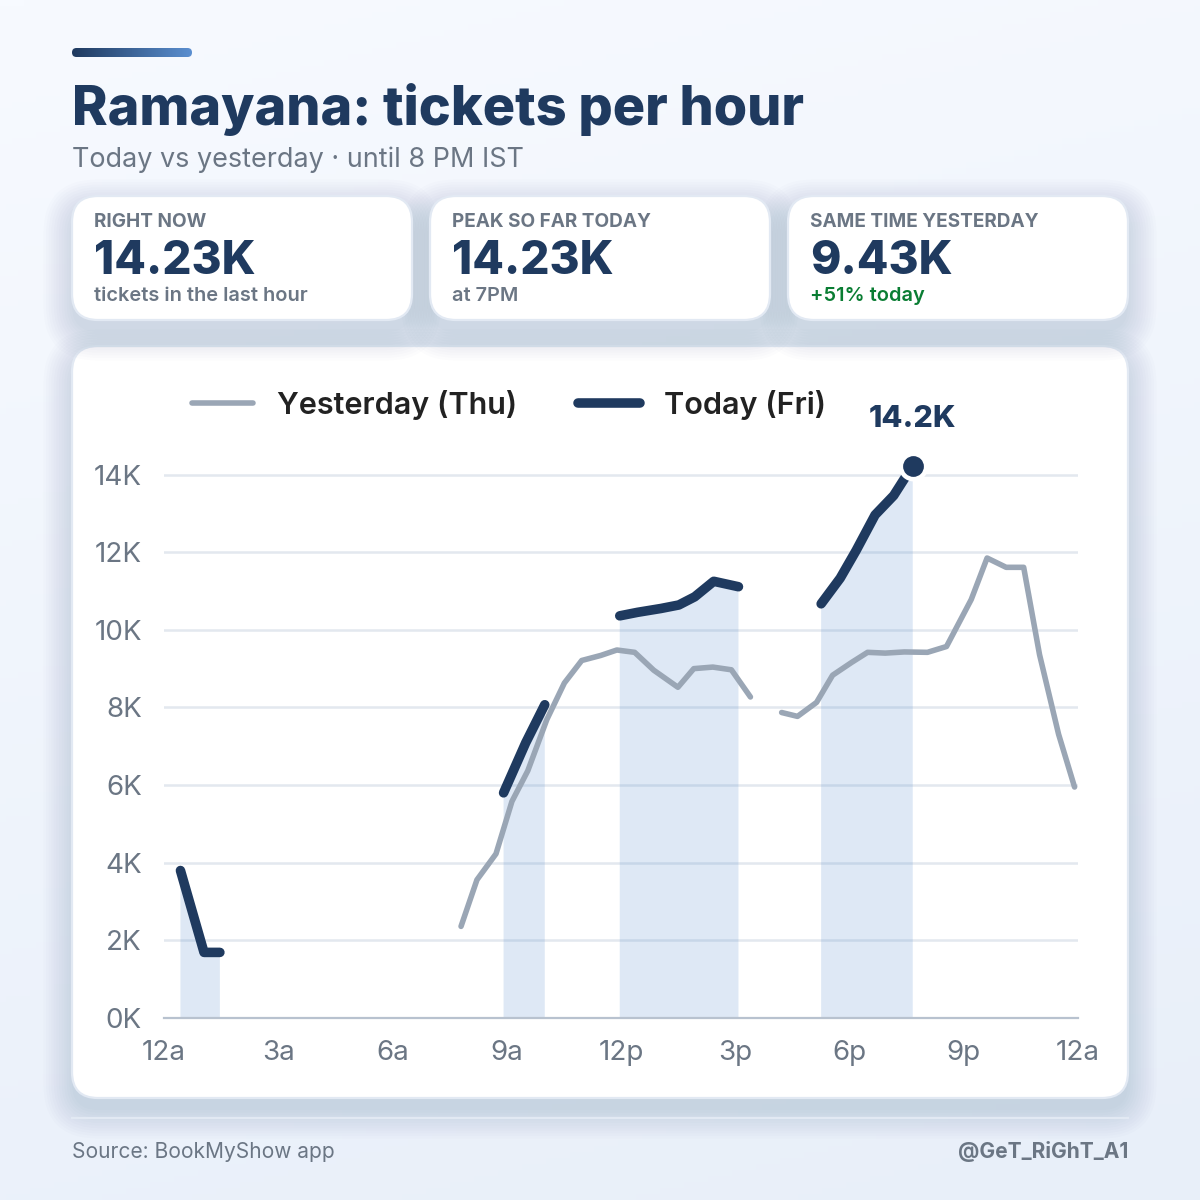 Ramayana: tickets per hour
Today vs yesterday · until 8 PM IST
RIGHT NOW
14.23K
tickets in the last hour
PEAK SO FAR TODAY
14.23K
at 7PM
SAME TIME YESTERDAY
9.43K
+51% today
Yesterday (Thu)
Today (Fri)
14.2K
14K
12K
10K
8K
6K
4K
2K
0K
12a 3a 6a 9a 12p 3p 6p 9p 12a
Source: BookMyShow app
@GeT_RiGhT_A1